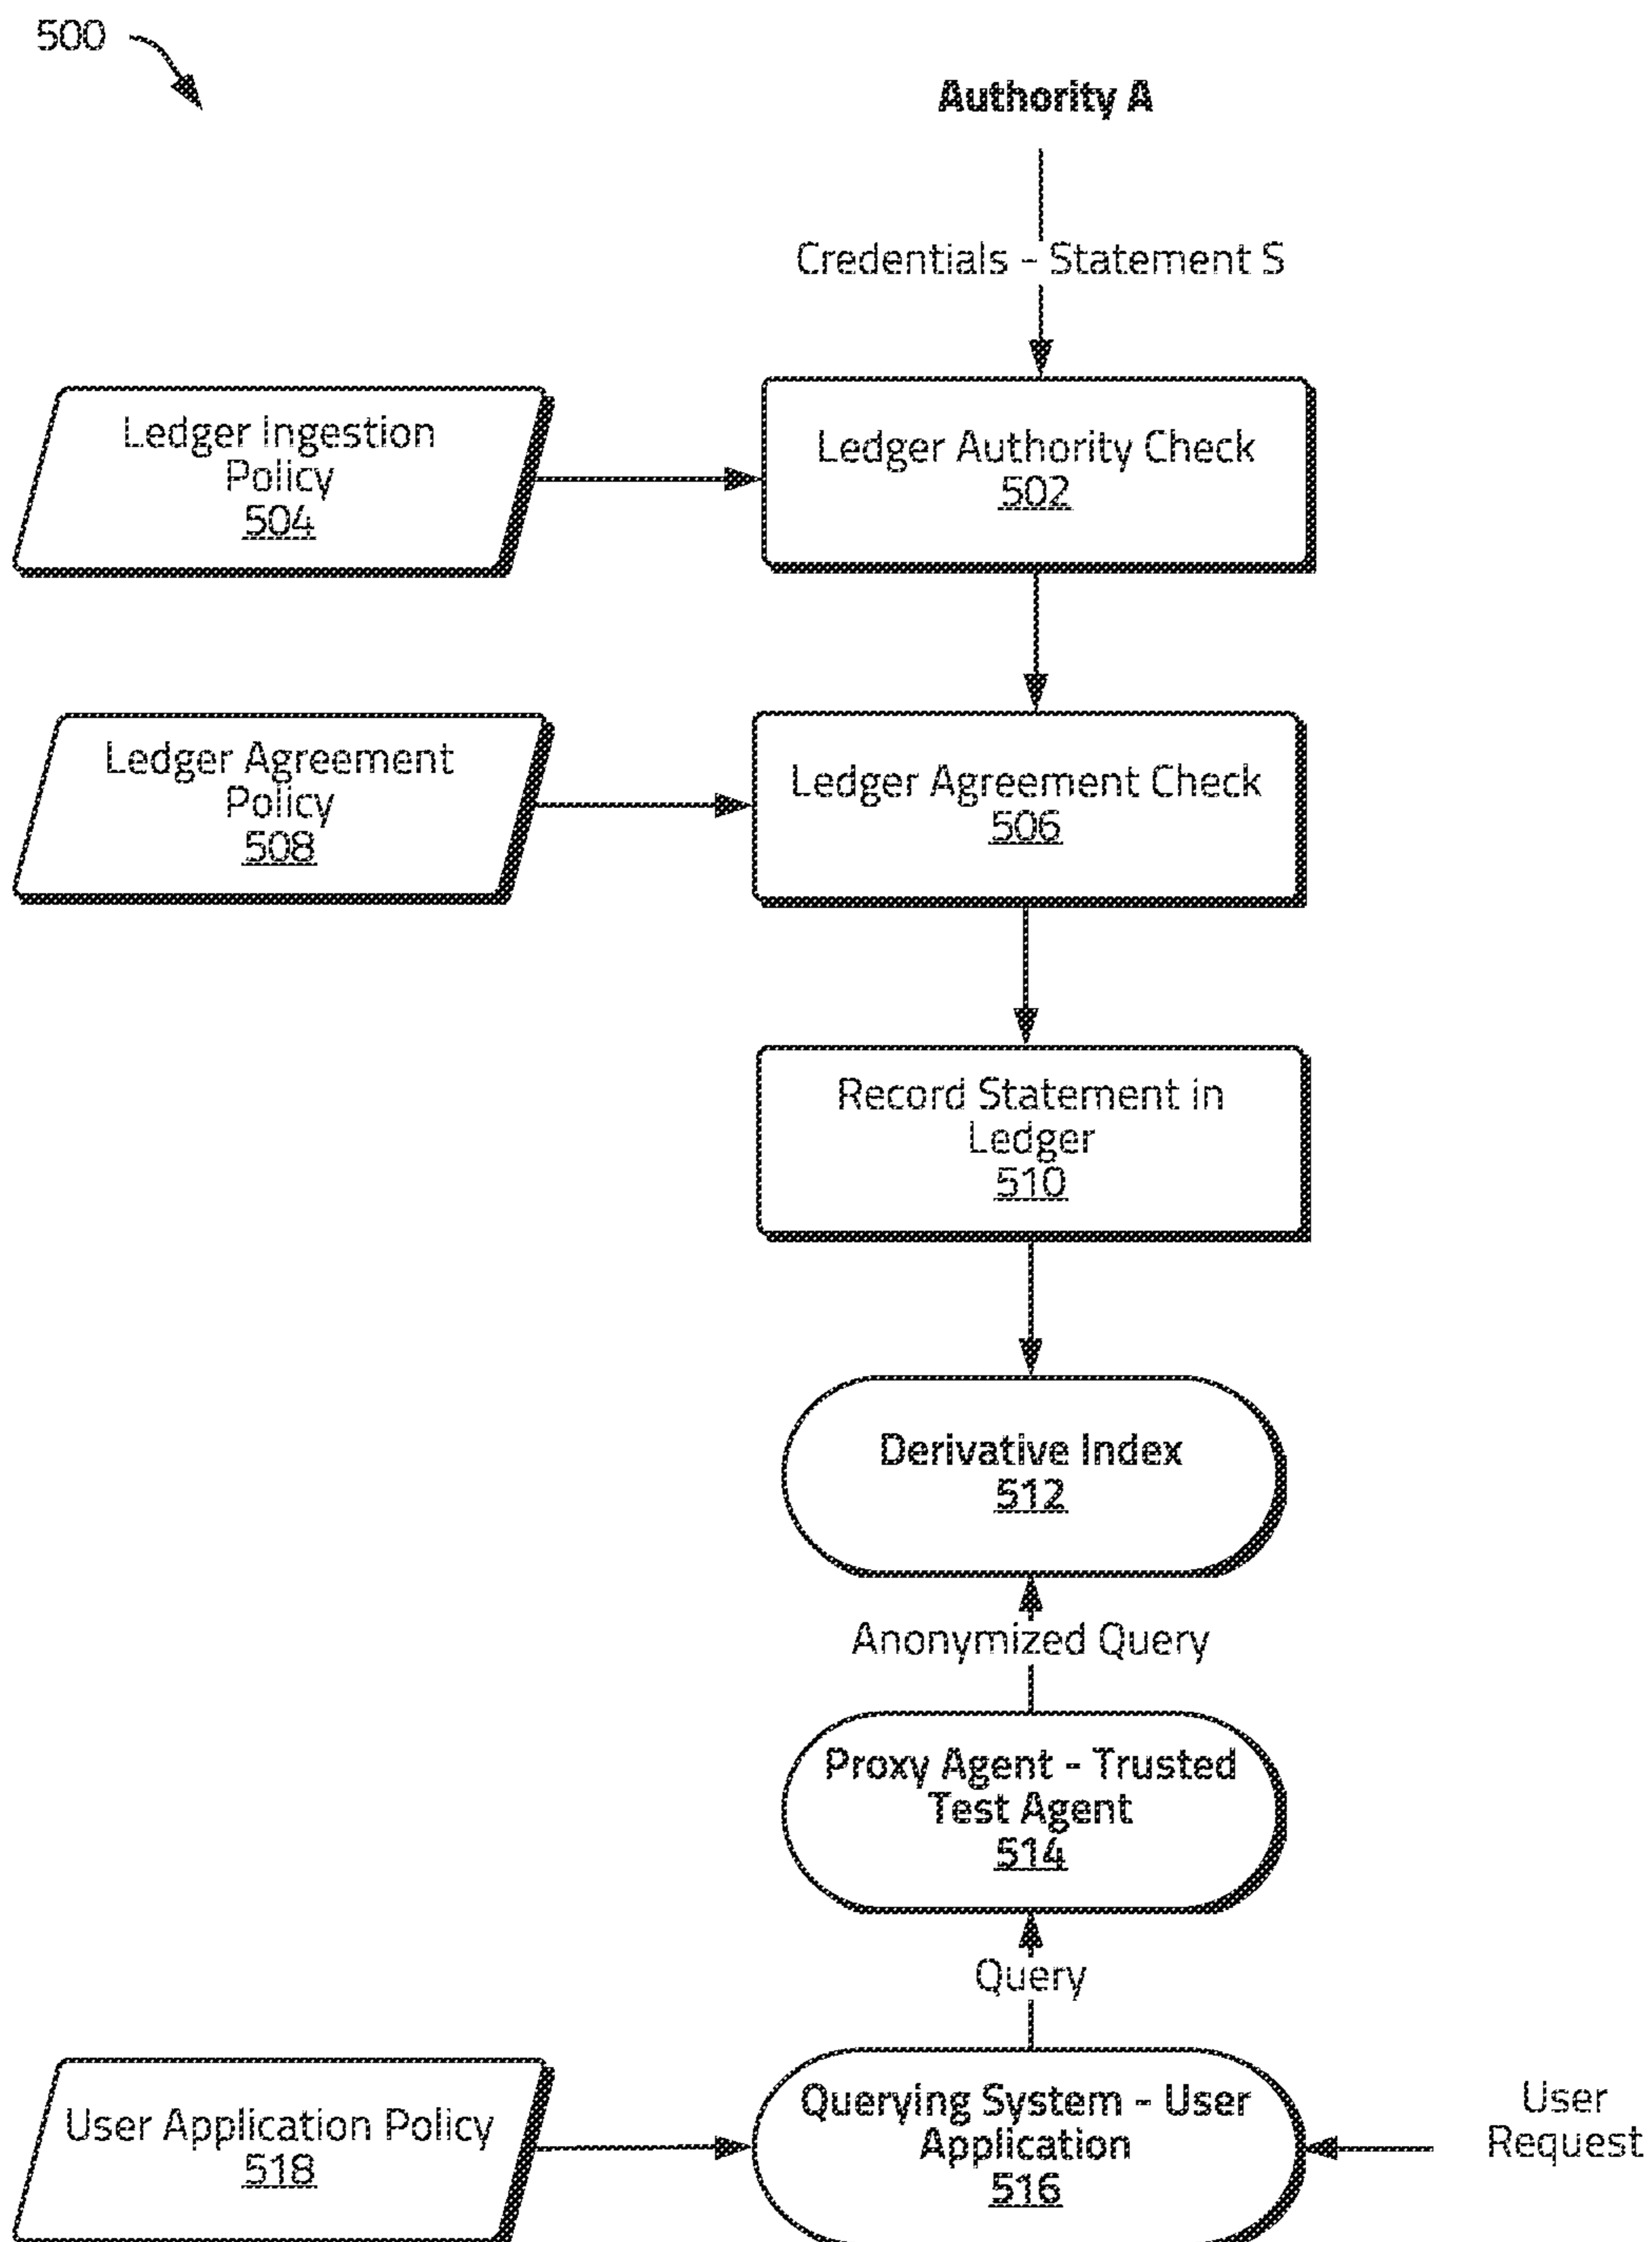 500
Authority A
Credentials - Statement S
Ledger Ingestion
Policy
504
Ledger Authority Check
502
Ledger Agreement
Policy
508
Ledger Agreement Check
506
Record Statement in
Ledger
510
Derivative Index
512
Anonymized Query
Proxy Agent - Trusted
Test Agent
514
Query
User Application Policy
518
Querying System - User
Application
516
User
Request